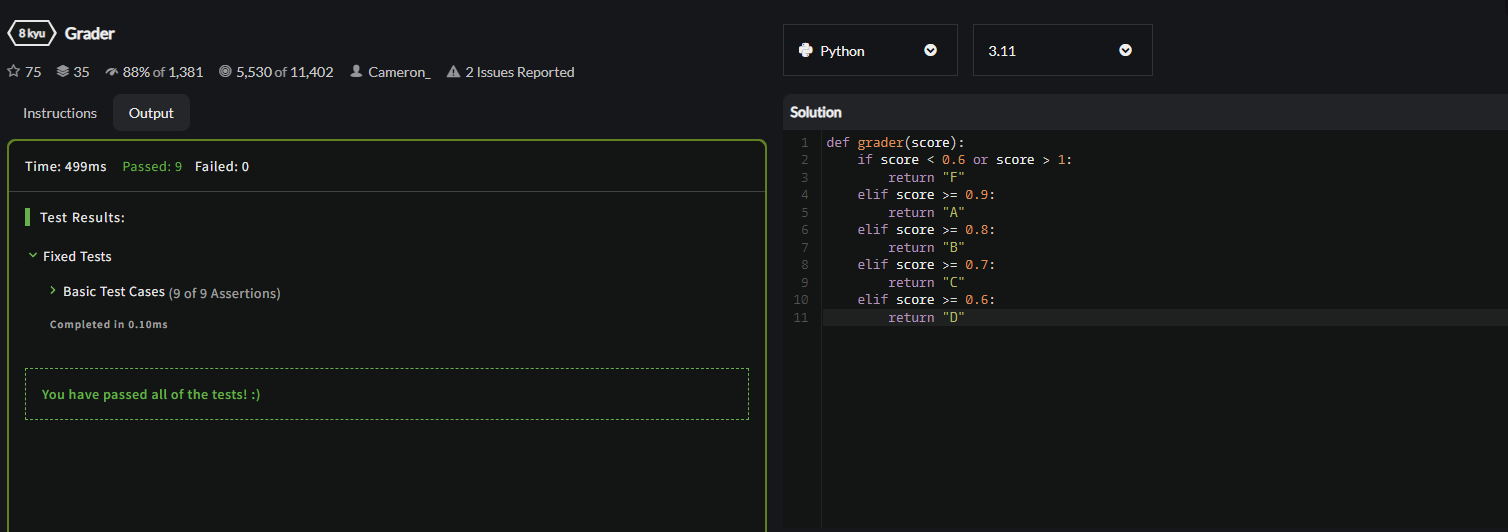 8 kyu Grader
75 35 88% of 1,381 5,530 of 11,402 Cameron_ 2 Issues Reported
Instructions Output
Time: 499ms Passed: 9 Failed: 0
Test Results:
Fixed Tests
Basic Test Cases (9 of 9 Assertions)
Completed in 0.10ms
You have passed all of the tests! :)
Python 3.11
Solution
1 def grader(score):
2     if score < 0.6 or score > 1:
3         return "F"
4     elif score >= 0.9:
5         return "A"
6     elif score >= 0.8:
7         return "B"
8     elif score >= 0.7:
9         return "C"
10     elif score >= 0.6:
11         return "D"